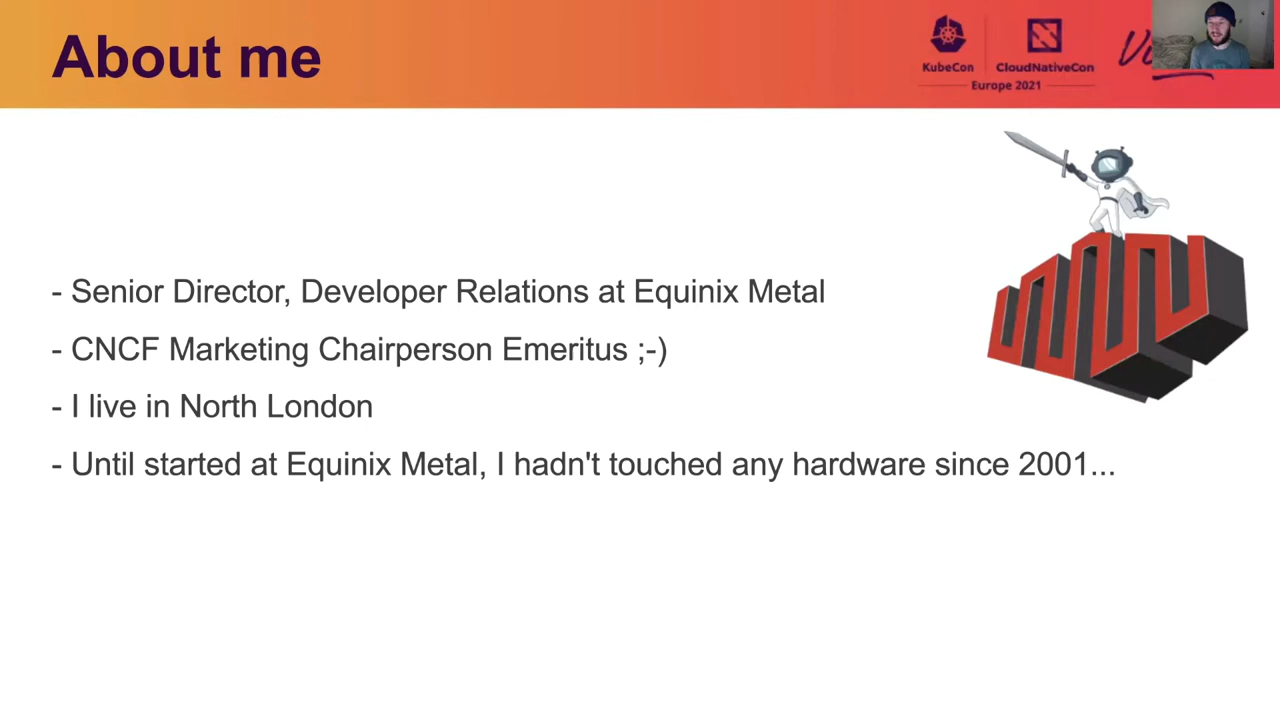 About me
KubeCon
CloudNativeCon
Europe 2021
- Senior Director, Developer Relations at Equinix Metal
- CNCF Marketing Chairperson Emeritus ;-)
- I live in North London
- Until started at Equinix Metal, I hadn't touched any hardware since 2001...